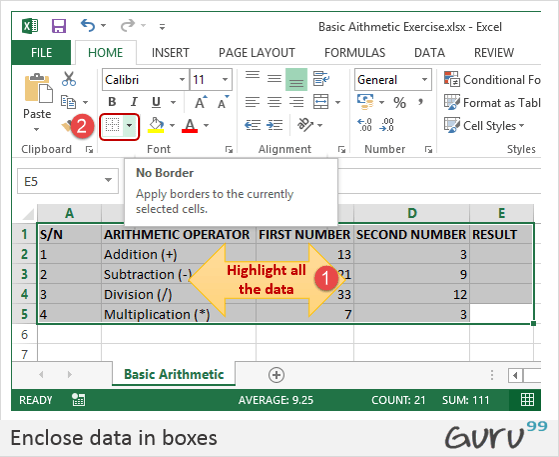 Basic Aithmetic Exercise.xlsx - Excel
FILE HOME INSERT PAGE LAYOUT FORMULAS DATA REVIEW
Calibri 11 General Conditional Fo
Paste B I U A A % , Format as Tabl
2 A .00 .0 Cell Styles
Clipboard Font Alignment Number Styles
No Border
Apply borders to the currently
selected cells.
E5
A B C D E
1 S/N ARITHMETIC OPERATOR FIRST NUMBER SECOND NUMBER RESULT
2 1 Addition (+) 13 3
3 2 Subtraction (-) 21 9
4 3 Division (/) 33 12
5 4 Multiplication (*) 7 3
Highlight all
the data
1
6
7
Basic Arithmetic
READY AVERAGE: 9.25 COUNT: 21 SUM: 111
Enclose data in boxes Guru99